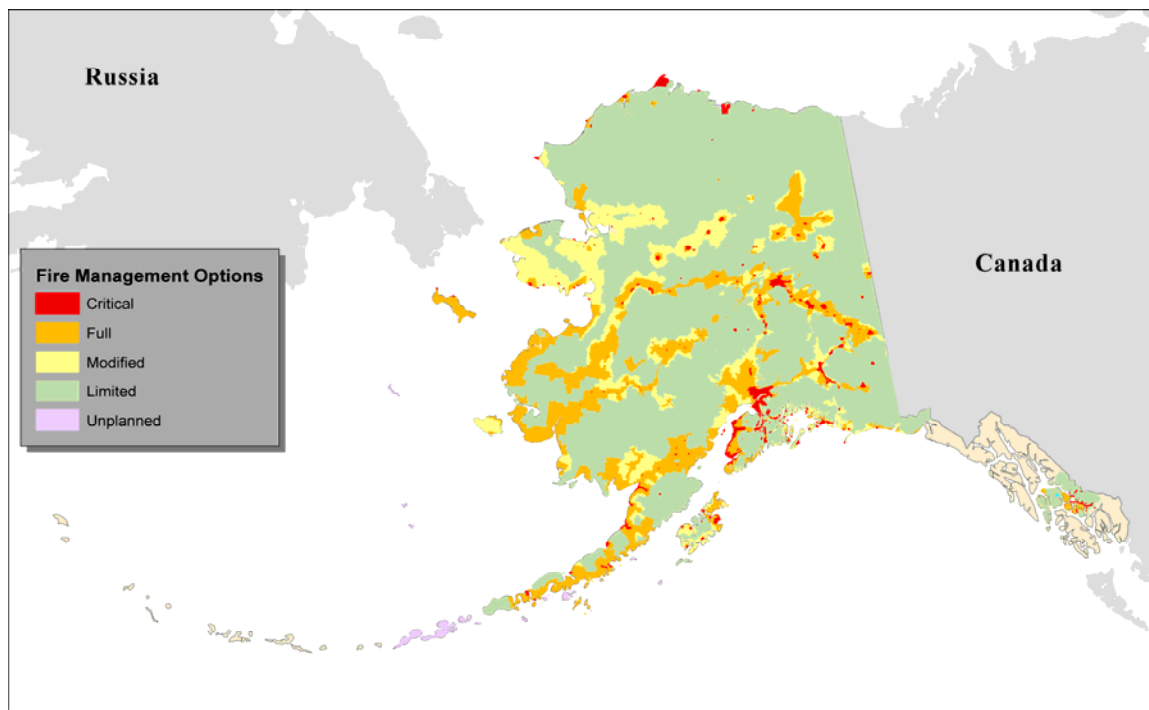 Russia
Canada
Fire Management Options
Critical
Full
Modified
Limited
Unplanned